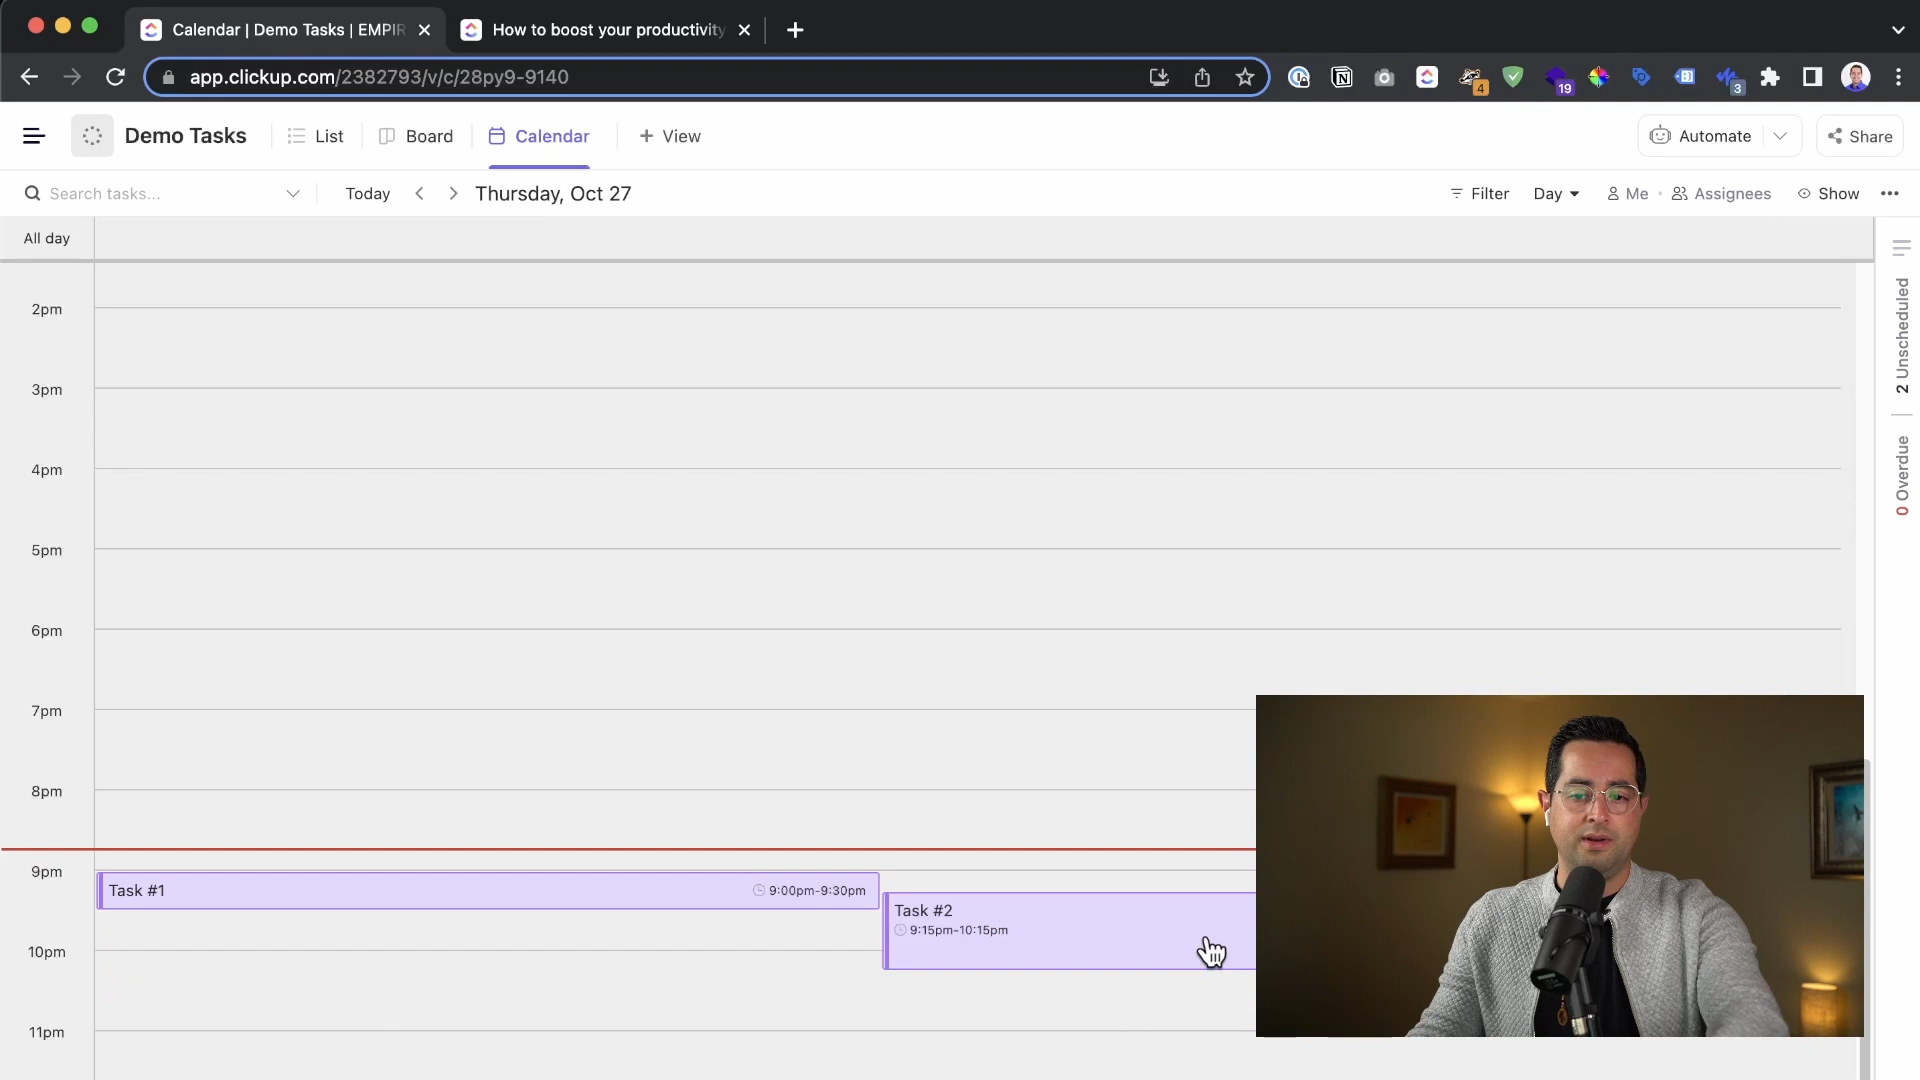 Calendar | Demo Tasks | EMPIR
How to boost your productivity
app.clickup.com/2382793/v/c/28py9-9140
4
19
3
Demo Tasks
List
Board
Calendar
+ View
Automate
Share
Search tasks...
Today
Thursday, Oct 27
Filter
Day
Me
Assignees
Show
All day
2pm
3pm
4pm
5pm
6pm
7pm
8pm
9pm
10pm
11pm
Task #1
9:00pm-9:30pm
Task #2
9:15pm-10:15pm
2 Unscheduled
0 Overdue